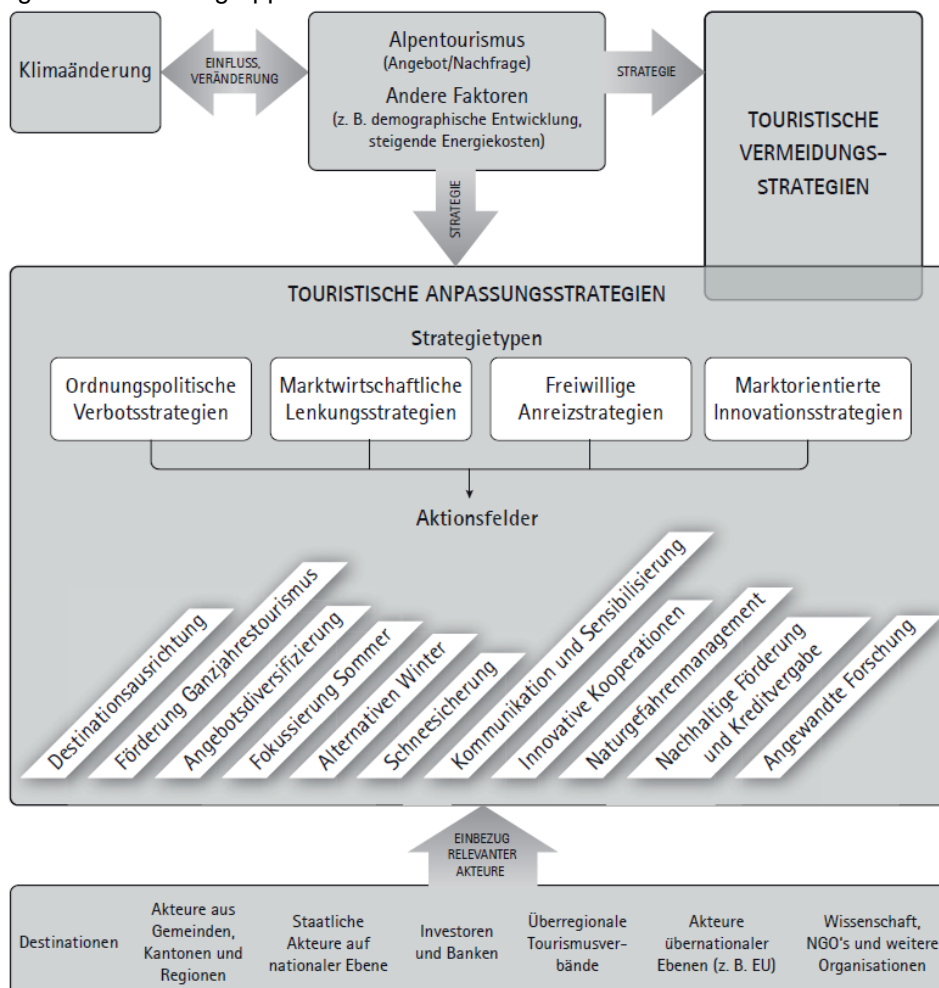 Klimaänderung
EINFLUSS,
VERÄNDERUNG
Alpentourismus
(Angebot/Nachfrage)
Andere Faktoren
(z. B. demographische Entwicklung,
steigende Energiekosten)
STRATEGIE
TOURISTISCHE
VERMEIDUNGS-
STRATEGIEN
STRATEGIE
TOURISTISCHE ANPASSUNGSSTRATEGIEN
Strategietypen
Ordnungspolitische
Verbotsstrategien
Marktwirtschaftliche
Lenkungsstrategien
Freiwillige
Anreizstrategien
Marktorientierte
Innovationsstrategien
Aktionsfelder
Destinationsausrichtung
Förderung Ganzjahrestourismus
Angebotsdiversifizierung
Fokussierung Sommer
Alternativen Winter
Schneesicherung
Kommunikation und Sensibilisierung
Innovative Kooperationen
Naturgefahrenmanagement
Nachhaltige Förderung
und Kreditvergabe
Angewandte Forschung
EINBEZUG
RELEVANTER
AKTEURE
Destinationen
Akteure aus
Gemeinden,
Kantonen und
Regionen
Staatliche
Akteure auf
nationaler Ebene
Investoren
und Banken
Überregionale
Tourismusver-
bände
Akteure
übernationaler
Ebenen (z. B. EU)
Wissenschaft,
NGO's und weitere
Organisationen